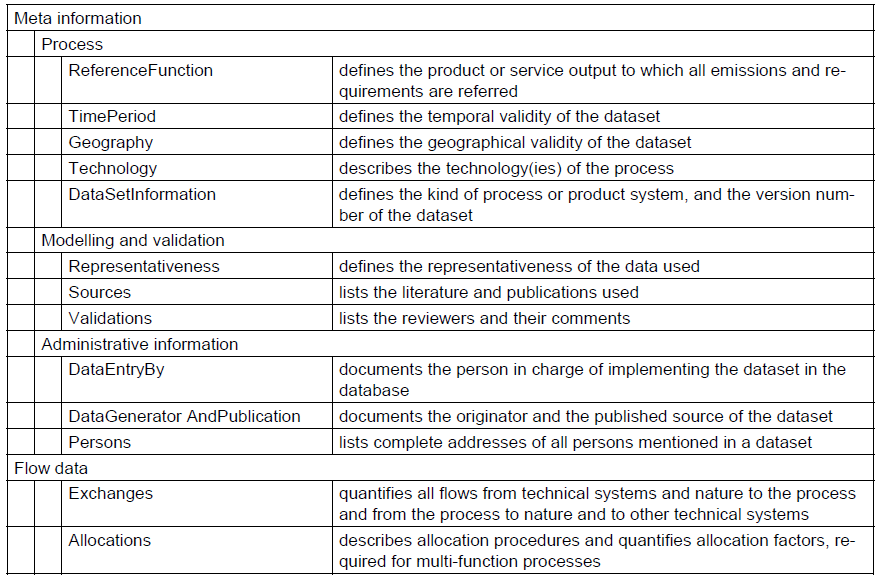 Meta information
Process
ReferenceFunction defines the product or service output to which all emissions and re-
quirements are referred
TimePeriod defines the temporal validity of the dataset
Geography defines the geographical validity of the dataset
Technology describes the technology(ies) of the process
DataSetInformation defines the kind of process or product system, and the version num-
ber of the dataset
Modelling and validation
Representativeness defines the representativeness of the data used
Sources lists the literature and publications used
Validations lists the reviewers and their comments
Administrative information
DataEntryBy documents the person in charge of implementing the dataset in the
database
DataGenerator AndPublication documents the originator and the published source of the dataset
Persons lists complete addresses of all persons mentioned in a dataset
Flow data
Exchanges quantifies all flows from technical systems and nature to the process
and from the process to nature and to other technical systems
Allocations describes allocation procedures and quantifies allocation factors, re-
quired for multi-function processes